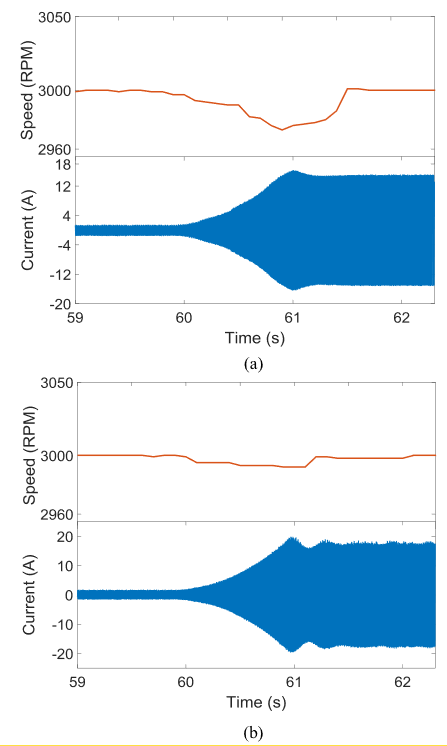 3050
3000
2960
Speed (RPM)
18
12
4
-4
-12
-20
Current (A)
59 60 61 62
Time (s)
(a)
3050
3000
2960
Speed (RPM)
20
10
0
-10
-20
Current (A)
59 60 61 62
Time (s)
(b)